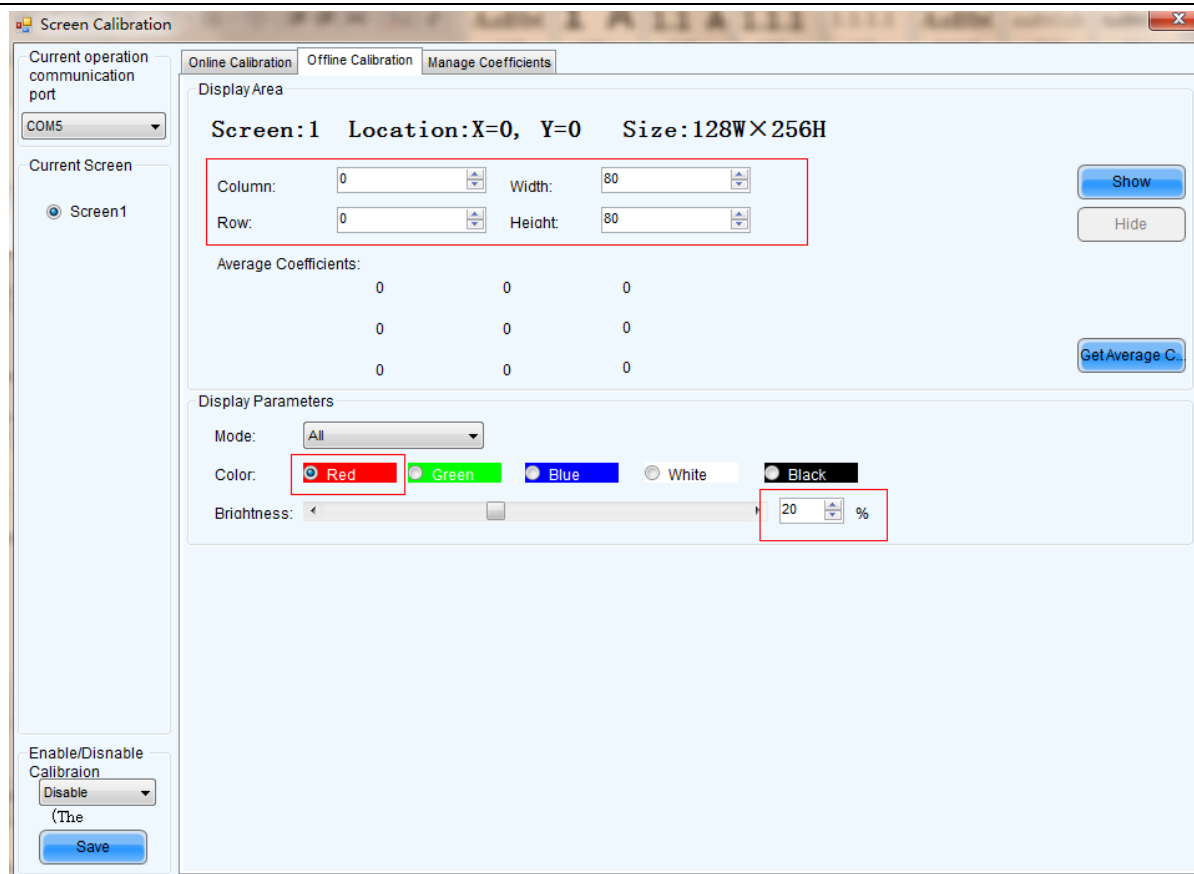 Screen Calibration
Current operation
communication
port
COM5
Current Screen
Screen1
Enable/Disnable
Calibraion
Disable
(The
Save
Online Calibration Offline Calibration Manage Coefficients
Display Area
Screen:1 Location:X=0, Y=0 Size:128W×256H
Column: 0 Width: 80
Row: 0 Height: 80
Show
Hide
Average Coefficients:
0 0 0
0 0 0
0 0 0
Get Average C...
Display Parameters
Mode: All
Color: Red Green Blue White Black
Brightness: 20 %